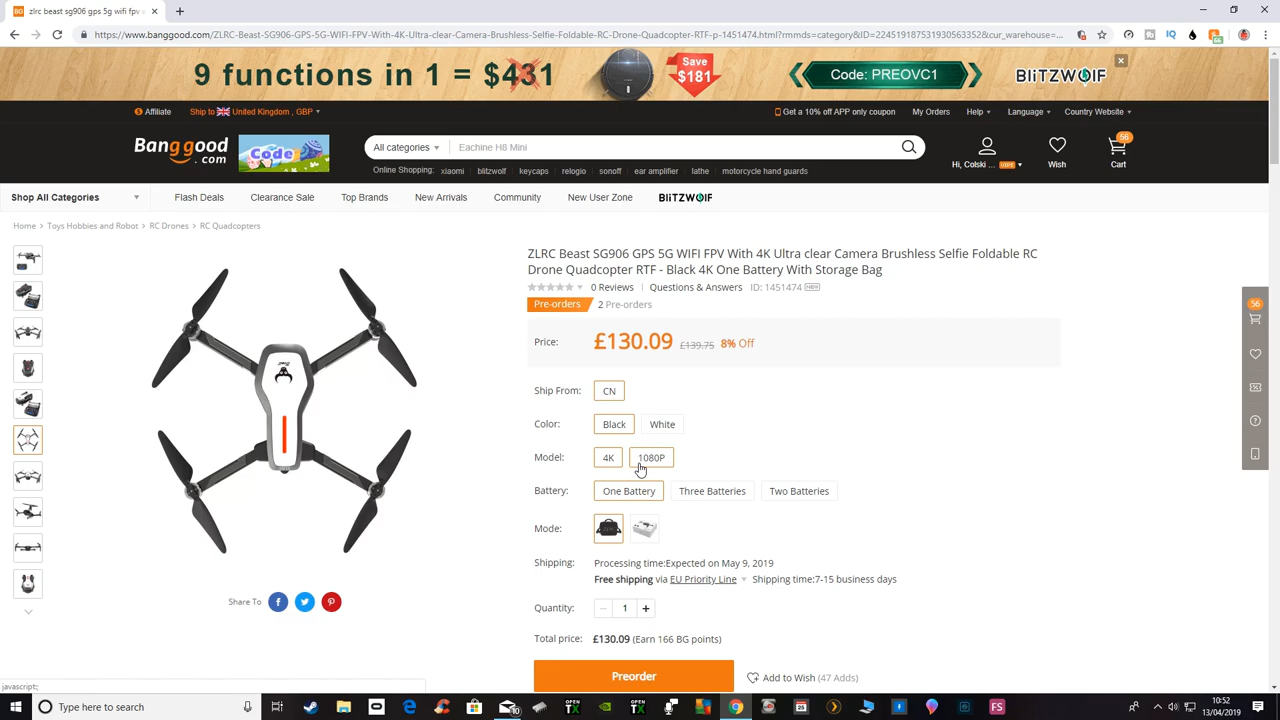 zlrc beast sg906 gps 5g wifi fpv
https://www.banggood.com/ZLRC-Beast-SG906-GPS-5G-WIFI-FPV-With-4K-Ultra-clear-Camera-Brushless-Selfie-Foldable-RC-Drone-Quadcopter-RTF-p-1451474.html?rmmds=category&ID=224519187531930563352&cur_warehouse=...
9 functions in 1 = $431
Save $181
Code: PREOVC1
BLITZWOLF
Affiliate
Ship to United Kingdom , GBP
Get a 10% off APP only coupon
My Orders
Help
Language
Country Website
Banggood.com
Code
All categories
Eachine H8 Mini
Hi, Colski ... VIP5
Wish
56
Cart
Online Shopping: xiaomi blitzwolf keycaps relogio sonoff ear amplifier lathe motorcycle hand guards
Shop All Categories
Flash Deals
Clearance Sale
Top Brands
New Arrivals
Community
New User Zone
BLITZWOLF
Home > Toys Hobbies and Robot > RC Drones > RC Quadcopters
ZLRC Beast SG906 GPS 5G WIFI FPV With 4K Ultra clear Camera Brushless Selfie Foldable RC
Drone Quadcopter RTF - Black 4K One Battery With Storage Bag
0 Reviews | Questions & Answers ID: 1451474 NEW
Pre-orders 2 Pre-orders
Price: £130.09 £139.75 8% Off
Ship From: CN
Color: Black White
Model: 4K 1080P
Battery: One Battery Three Batteries Two Batteries
Mode:
Shipping: Processing time:Expected on May 9, 2019
Free shipping via EU Priority Line Shipping time:7-15 business days
Quantity: 1
Total price: £130.09 (Earn 166 BG points)
Preorder
Add to Wish (47 Adds)
Share To
56
javascript:;
Type here to search
10:52
13/04/2019